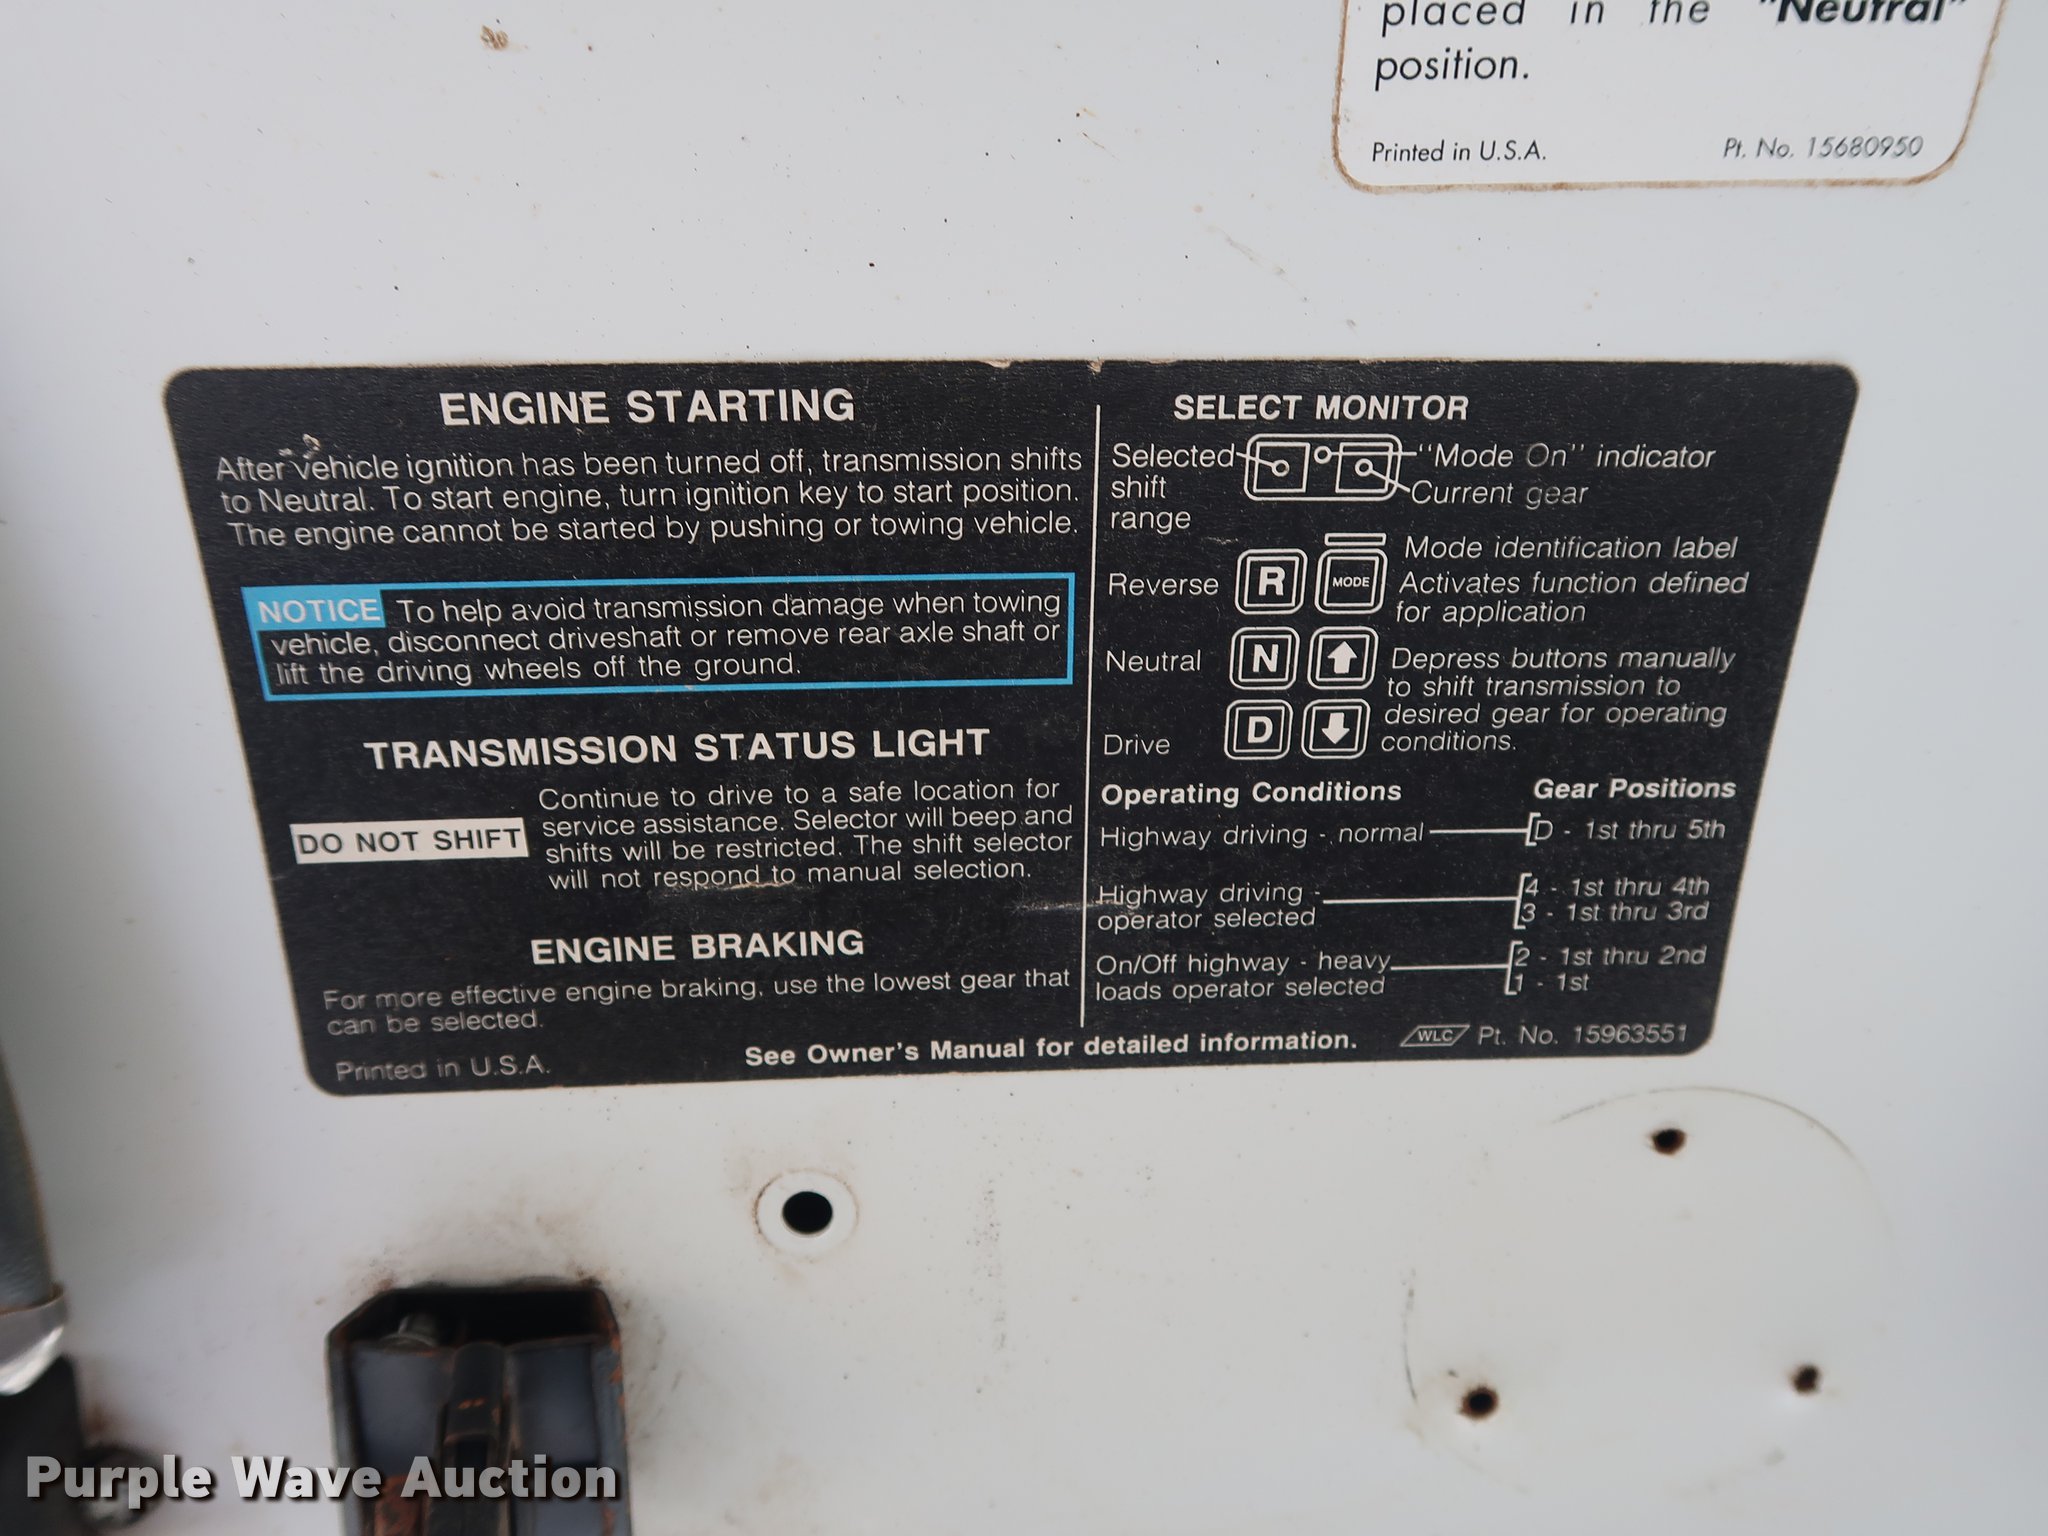 placed in the "Neutral"
position.
Printed in U.S.A. Pt. No. 15680950
ENGINE STARTING
After vehicle ignition has been turned off, transmission shifts
to Neutral. To start engine, turn ignition key to start position.
The engine cannot be started by pushing or towing vehicle.
NOTICE To help avoid transmission damage when towing
vehicle, disconnect driveshaft or remove rear axle shaft or
lift the driving wheels off the ground.
TRANSMISSION STATUS LIGHT
DO NOT SHIFT
Continue to drive to a safe location for
service assistance. Selector will beep and
shifts will be restricted. The shift selector
will not respond to manual selection.
ENGINE BRAKING
For more effective engine braking, use the lowest gear that
can be selected.
Printed in U.S.A.
SELECT MONITOR
Selected
shift
range
"Mode On" indicator
Current gear
Mode identification label
Reverse R MODE Activates function defined
for application
Neutral N Depress buttons manually
to shift transmission to
desired gear for operating
Drive D conditions.
Operating Conditions Gear Positions
Highway driving - normal D - 1st thru 5th
Highway driving - 4 - 1st thru 4th
operator selected 3 - 1st thru 3rd
On/Off highway - heavy 2 - 1st thru 2nd
loads operator selected 1 - 1st
See Owner's Manual for detailed information. WLC Pt. No. 15963551
Purple Wave Auction